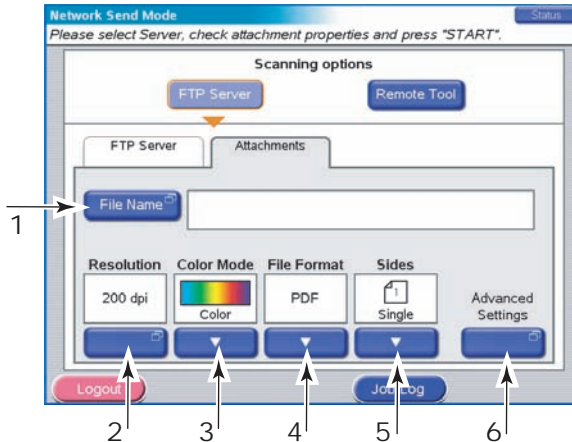 Network Send Mode
Status
Please select Server, check attachment properties and press "START".
Scanning options
FTP Server
Remote Tool
FTP Server
Attachments
File Name
1
Resolution
Color Mode
File Format
Sides
200 dpi
Color
PDF
1
Single
Advanced
Settings
Logout
Job Log
2
3
4
5
6